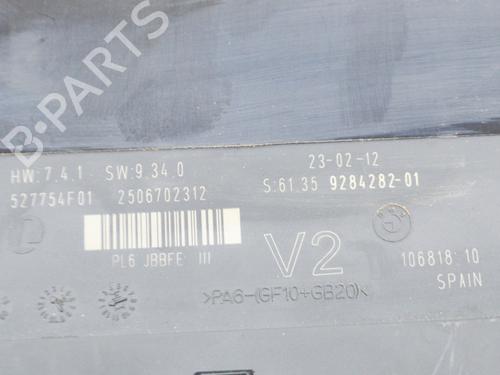 HW:7.4.1 SW:9.34.0
23-02-12
527754F01 2506702312
S:61.35 9284282-01
PL6 JBBFE III
V2
106818:10
SPAIN
>PA6-(GF10+GB20)<
B-PARTS